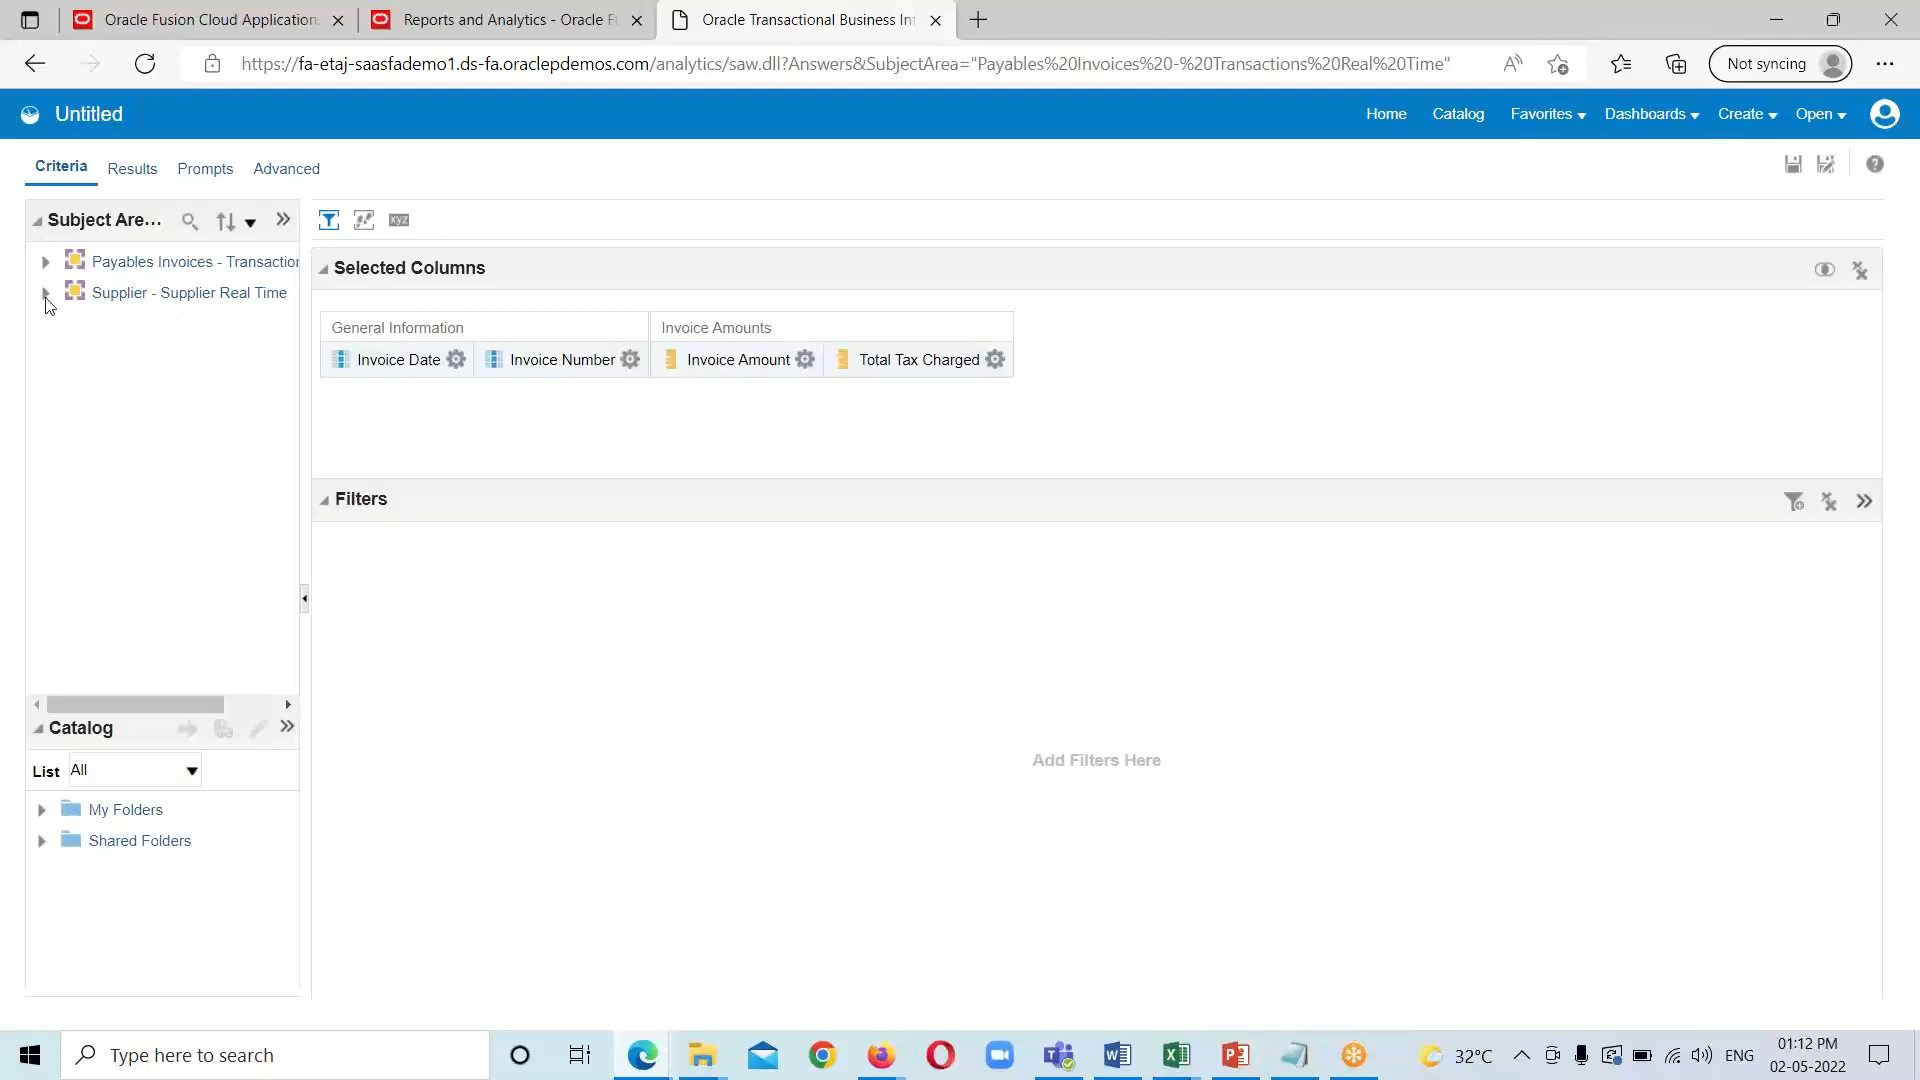 Oracle Fusion Cloud Application
Reports and Analytics - Oracle Fu
Oracle Transactional Business Int
https://fa-etaj-saasfademo1.ds-fa.oraclepdemos.com/analytics/saw.dll?Answers&SubjectArea="Payables%20Invoices%20-%20Transactions%20Real%20Time"
Not syncing
Untitled
Home
Catalog
Favorites
Dashboards
Create
Open
Criteria
Results
Prompts
Advanced
Subject Are...
xyz
Payables Invoices - Transaction
Supplier - Supplier Real Time
Selected Columns
General Information
Invoice Amounts
Invoice Date
Invoice Number
Invoice Amount
Total Tax Charged
Filters
Add Filters Here
Catalog
List All
My Folders
Shared Folders
Type here to search
32°C
ENG
01:12 PM
02-05-2022